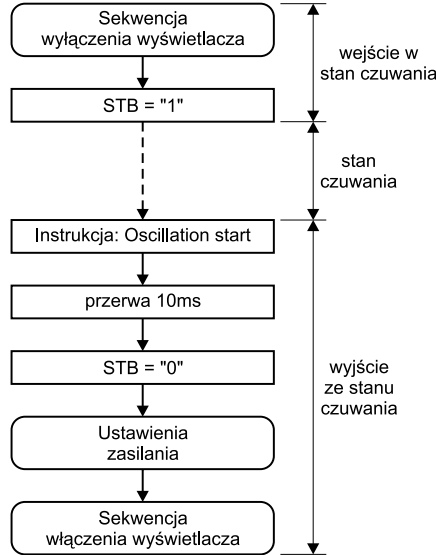 Sekwencja
wyłączenia wyświetlacza
wejście w
stan czuwania
STB = "1"
stan
czuwania
Instrukcja: Oscillation start
przerwa 10ms
STB = "0"
wyjście
ze stanu
czuwania
Ustawienia
zasilania
Sekwencja
włączenia wyświetlacza